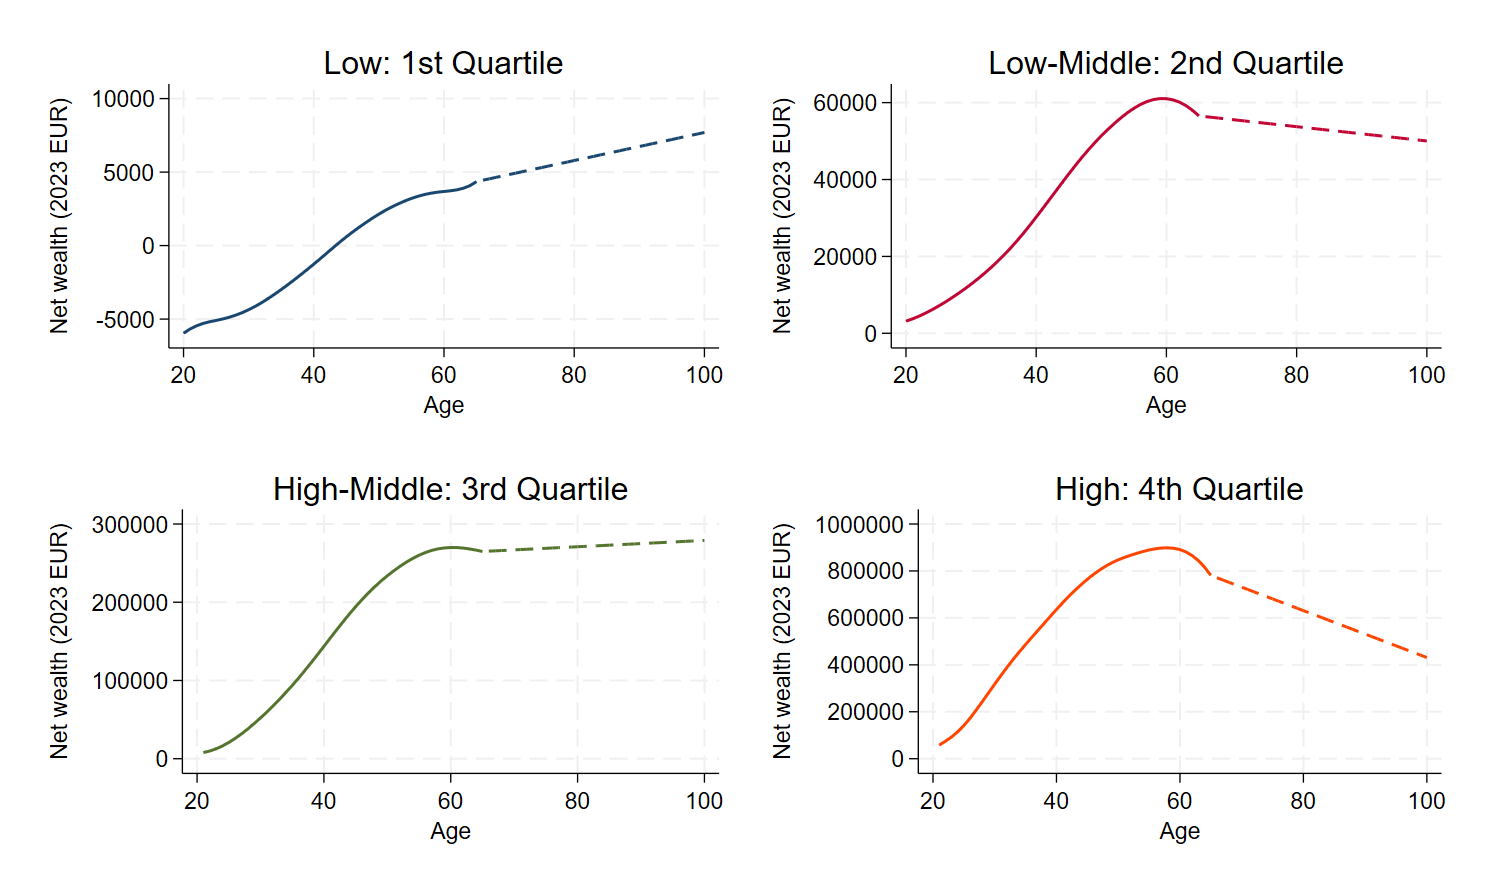 Low: 1st Quartile
Net wealth (2023 EUR)
10000
5000
0
-5000
20 40 60 80 100
Age
Low-Middle: 2nd Quartile
Net wealth (2023 EUR)
60000
40000
20000
0
20 40 60 80 100
Age
High-Middle: 3rd Quartile
Net wealth (2023 EUR)
300000
200000
100000
0
20 40 60 80 100
Age
High: 4th Quartile
Net wealth (2023 EUR)
1000000
800000
600000
400000
200000
0
20 40 60 80 100
Age